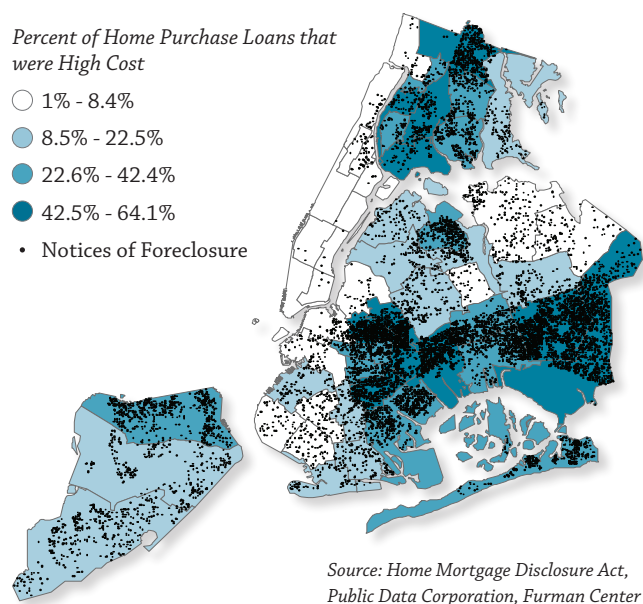 Percent of Home Purchase Loans that
were High Cost
1% - 8.4%
8.5% - 22.5%
22.6% - 42.4%
42.5% - 64.1%
• Notices of Foreclosure
Source: Home Mortgage Disclosure Act,
Public Data Corporation, Furman Center